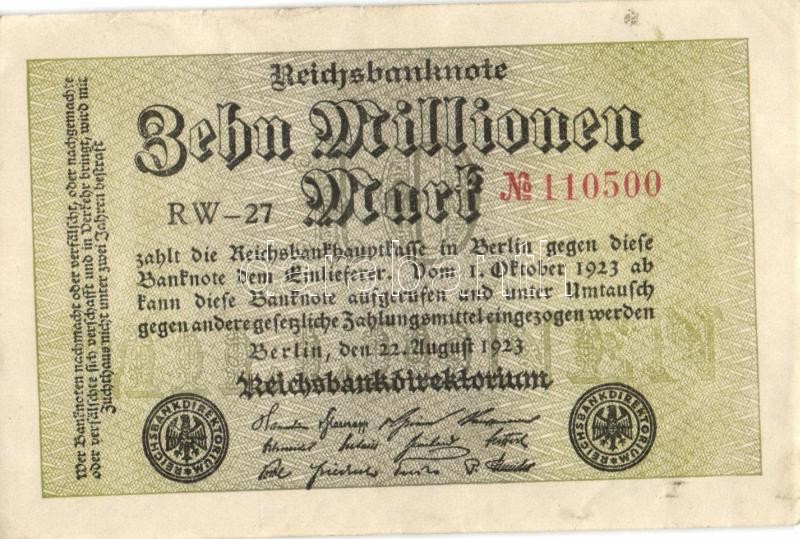 Reichsbanknote
Zehn Millionen
Mark
№ 110500
RW-27
zahlt die Reichsbankhauptkasse in Berlin gegen diese
Banknote dem Einlieferer. Vom 1. Oktober 1923 ab
kann diese Banknote aufgerufen und unter Umtausch
gegen andere gesetzliche Zahlungsmittel eingezogen werden
Berlin, den 22. August 1923
Reichsbankdirektorium
REICHSBANKDIREKTORIUM
REICHSBANKDIREKTORIUM
Wer Banknoten nachmacht oder verfälscht, oder nachgemachte
oder verfälschte sich verschafft und in Verkehr bringt, wird mit
Zuchthaus nicht unter zwei Jahren bestraft